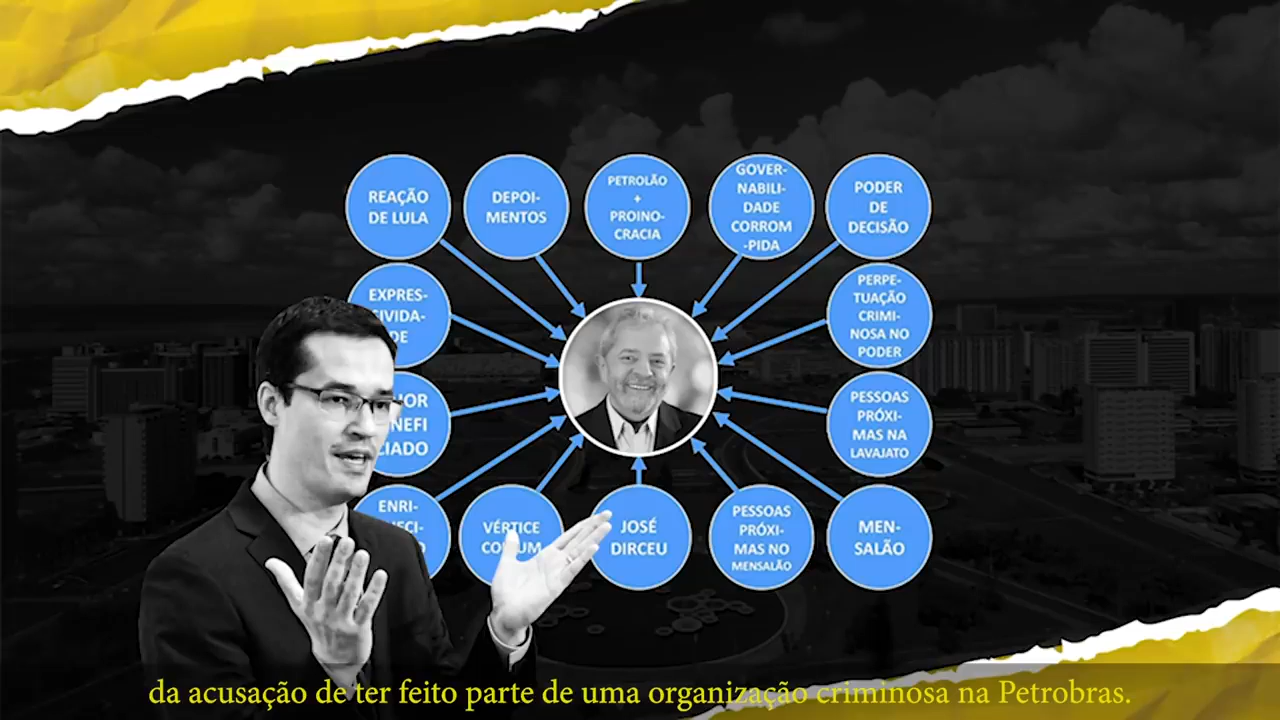 REAÇÃO
DE LULA
DEPOI-
MENTOS
PETROLÃO
+
PROINO-
CRACIA
GOVER-
NABILI-
DADE
CORROM
-PIDA
PODER
DE
DECISÃO
EXPRES-
PERPE-
TUAÇÃO
CRIMI-
NOSA NO
PODER
PESSOAS
PRÓXI-
MAS NA
LAVAJATO
ENRI-
VÉRTICE
JOSÉ
DIRCEU
PESSOAS
PRÓXI-
MAS NO
MENSALÃO
MEN-
SALÃO
da acusação de ter feito parte de uma organização criminosa na Petrobras.